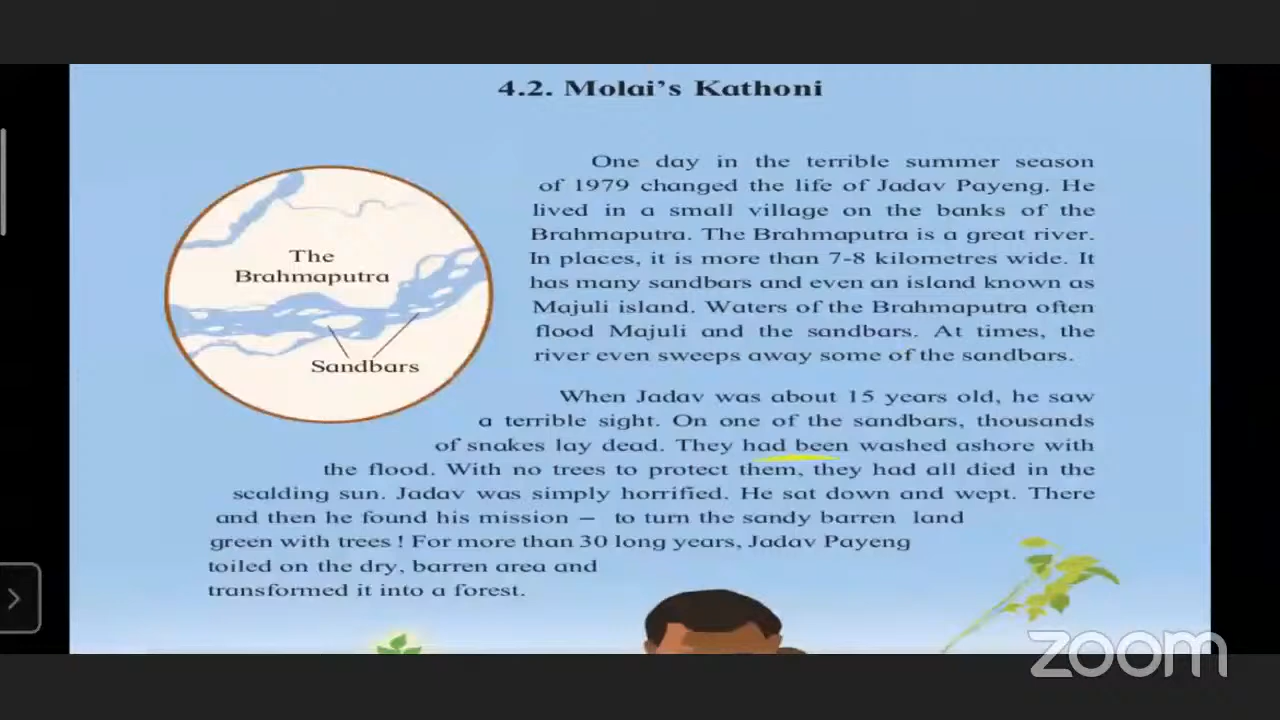 4.2. Molai's Kathoni
One day in the terrible summer season
of 1979 changed the life of Jadav Payeng. He
lived in a small village on the banks of the
Brahmaputra. The Brahmaputra is a great river.
In places, it is more than 7-8 kilometres wide. It
has many sandbars and even an island known as
Majuli island. Waters of the Brahmaputra often
flood Majuli and the sandbars. At times, the
river even sweeps away some of the sandbars.
The
Brahmaputra
Sandbars
When Jadav was about 15 years old, he saw
a terrible sight. On one of the sandbars, thousands
of snakes lay dead. They had been washed ashore with
the flood. With no trees to protect them, they had all died in the
scalding sun. Jadav was simply horrified. He sat down and wept. There
and then he found his mission – to turn the sandy barren land
green with trees ! For more than 30 long years, Jadav Payeng
toiled on the dry, barren area and
transformed it into a forest.
zoom